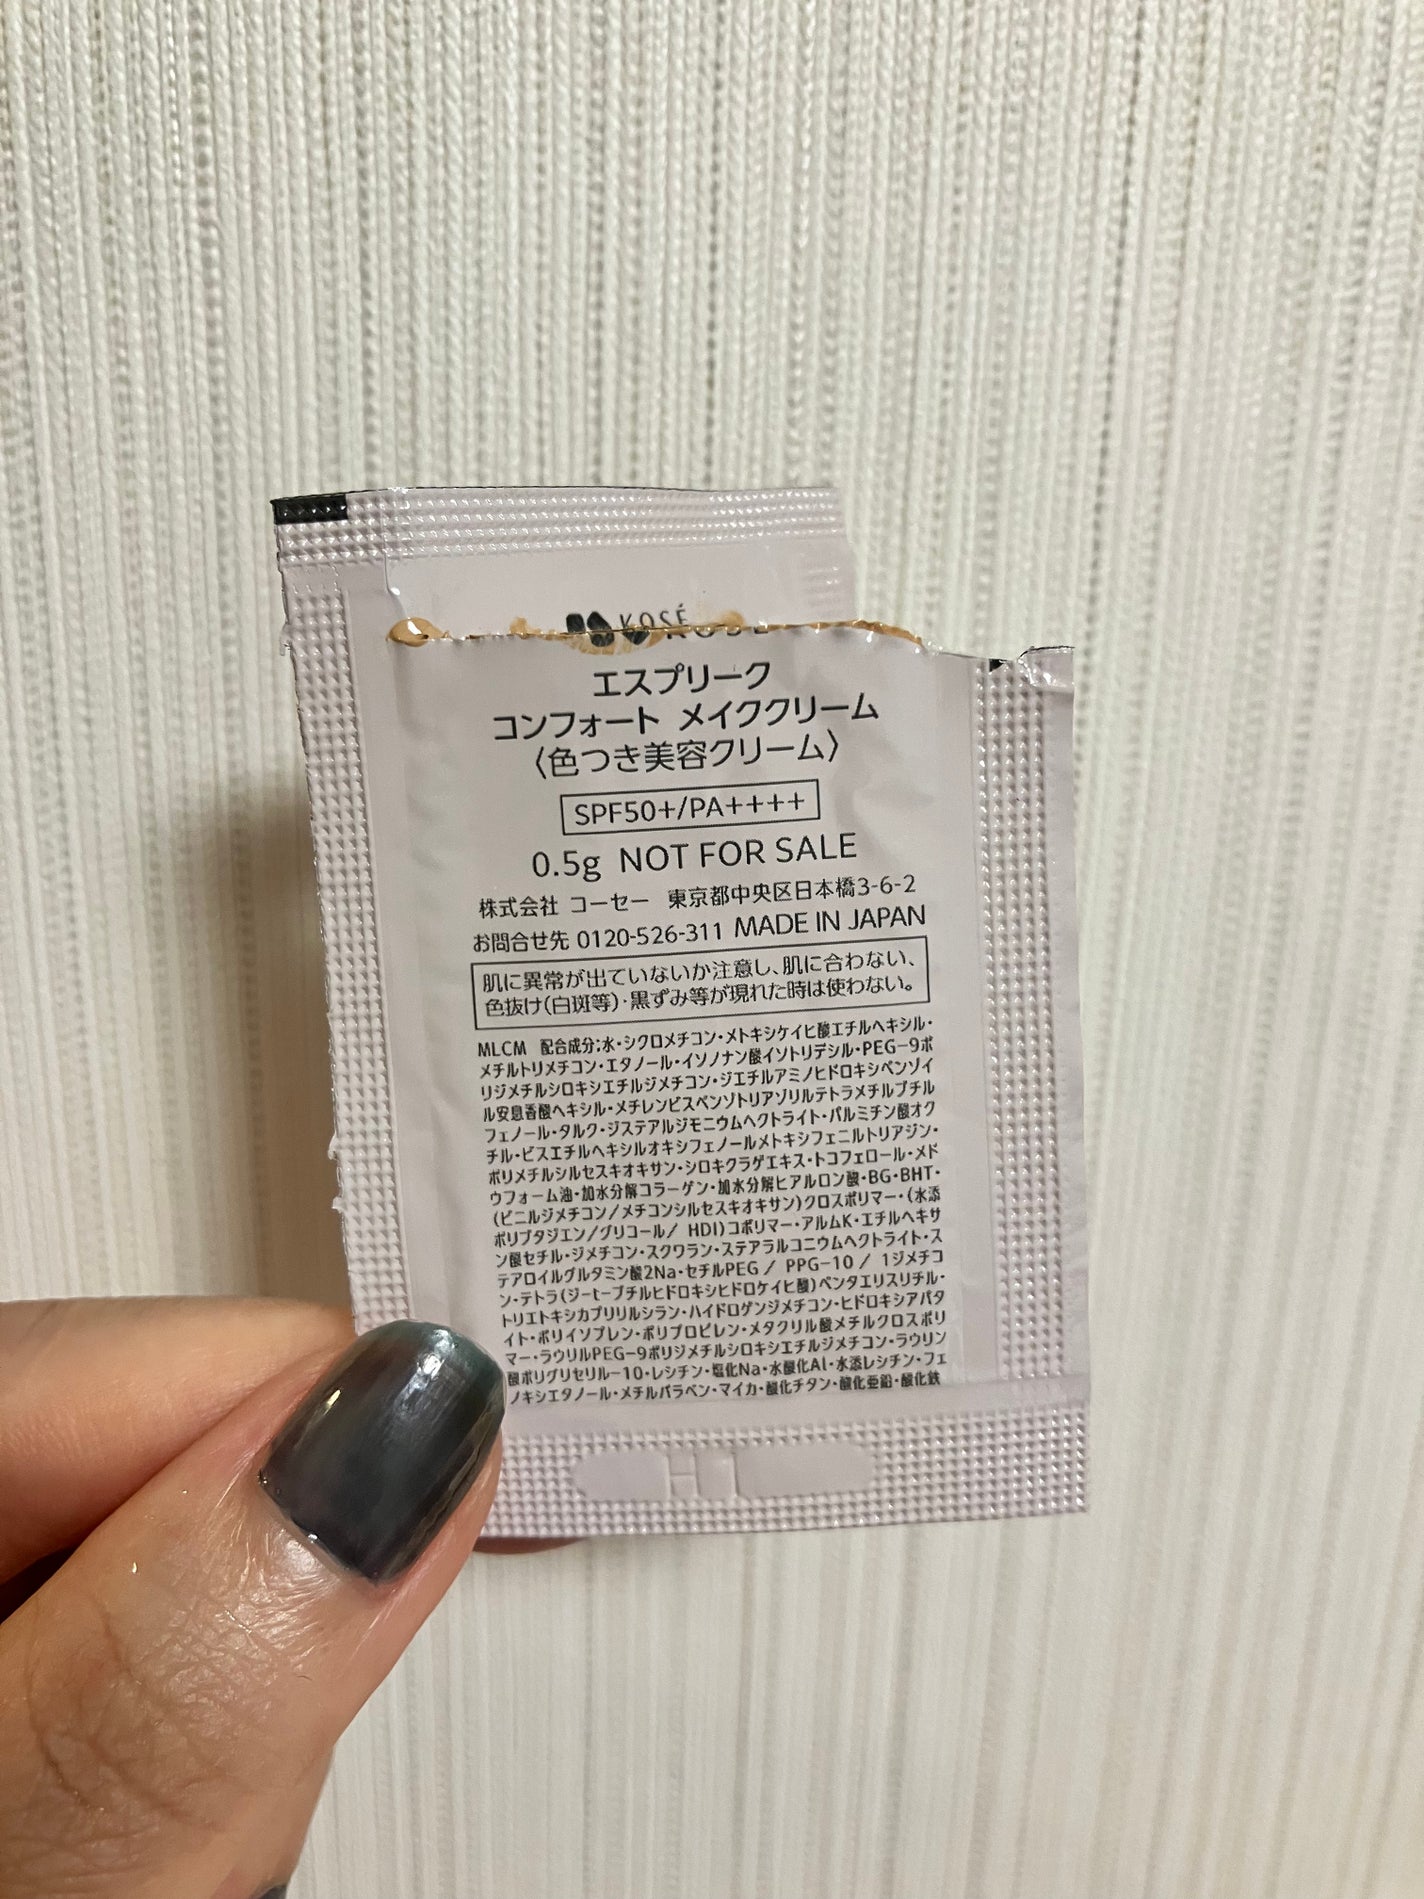 KOSÉ
エスプリーク
コンフォート メイククリーム
〈色つき美容クリーム〉
SPF50+/PA++++
0.5g NOT FOR SALE
株式会社 コーセー 東京都中央区日本橋3-6-2
お問合せ先 0120-526-311 MADE IN JAPAN
肌に異常が出ていないか注意し、肌に合わない、
色抜け(白斑等)・黒ずみ等が現れた時は使わない。
MLCM 配合成分:水・シクロメチコン・メトキシケイヒ酸エチルヘキシル・
メチルトリメチコン・エタノール・イソノナン酸イソトリデシル・PEG-9ポ
リジメチルシロキシエチルジメチコン・ジエチルアミノヒドロキシベンゾイ
ル安息香酸ヘキシル・メチレンビスベンゾトリアゾリルテトラメチルブチル
フェノール・タルク・ジステアルジモニウムヘクトライト・パルミチン酸オク
チル・ビスエチルヘキシルオキシフェノールメトキシフェニルトリアジン・
ポリメチルシルセスキオキサン・シロキクラゲエキス・トコフェロール・メド
ウフォーム油・加水分解コラーゲン・加水分解ヒアルロン酸・BG・BHT・
(ビニルジメチコン/メチコンシルセスキオキサン)クロスポリマー・(水添
ポリブタジエン/グリコール/ HDI)コポリマー・アルムK・エチルヘキサ
ン酸セチル・ジメチコン・スクワラン・ステアラルコニウムヘクトライト・ス
テアロイルグルタミン酸2Na・セチルPEG / PPG-10 / 1ジメチコ
ン・テトラ(ジ-t-ブチルヒドロキシヒドロケイヒ酸)ペンタエリスリチル・
トリエトキシカプリリルシラン・ハイドロゲンジメチコン・ヒドロキシアパタ
イト・ポリイソプレン・ポリプロピレン・メタクリル酸メチルクロスポリ
マー・ラウリルPEG-9ポリジメチルシロキシエチルジメチコン・ラウリン
酸ポリグリセリル-10・レシチン・塩化Na・水酸化Al・水添レシチン・フェ
ノキシエタノール・メチルパラベン・マイカ・酸化チタン・酸化亜鉛・酸化鉄